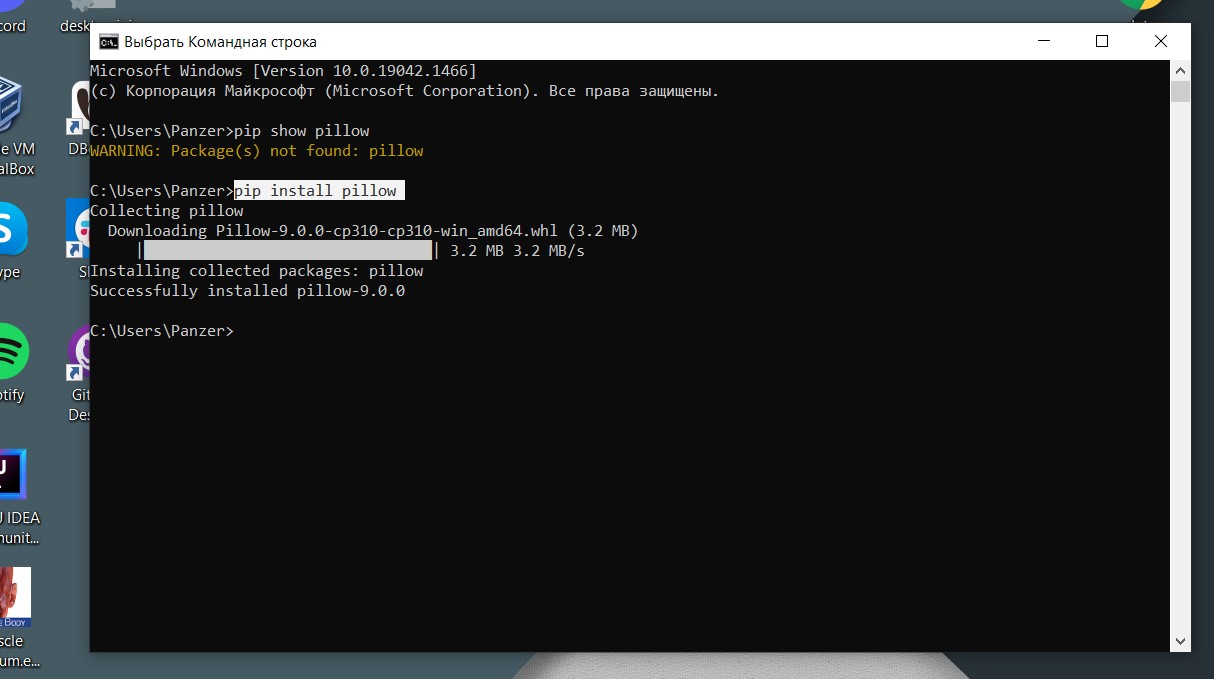 cord
Выбрать Командная строка
Microsoft Windows [Version 10.0.19042.1466]
(c) Корпорация Майкрософт (Microsoft Corporation). Все права защищены.
C:\Users\Panzer>pip show pillow
WARNING: Package(s) not found: pillow
C:\Users\Panzer>pip install pillow
Collecting pillow
Downloading Pillow-9.0.0-cp310-cp310-win_amd64.whl (3.2 MB)
| | 3.2 MB 3.2 MB/s
Installing collected packages: pillow
Successfully installed pillow-9.0.0
C:\Users\Panzer>
e VM
alBox
DB
ype
S
otify
Git
Des
IDEA
munit...
BODY
scle
um.e...